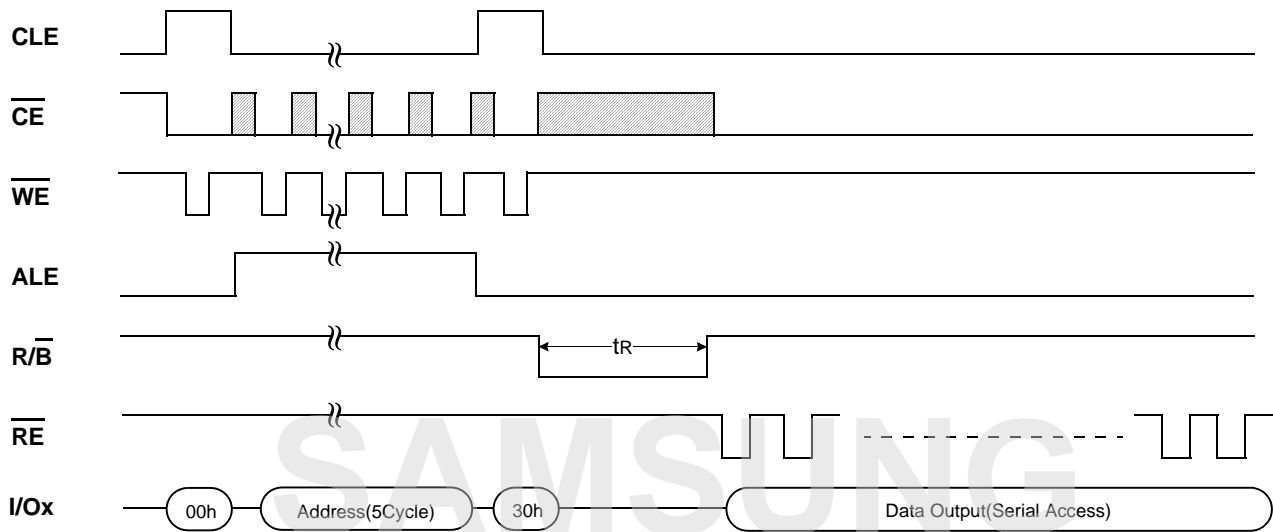 CLE
CE
WE
ALE
R/B
tR
RE
SAMSUNG
I/Ox
00h
Address(5Cycle)
30h
Data Output(Serial Access)